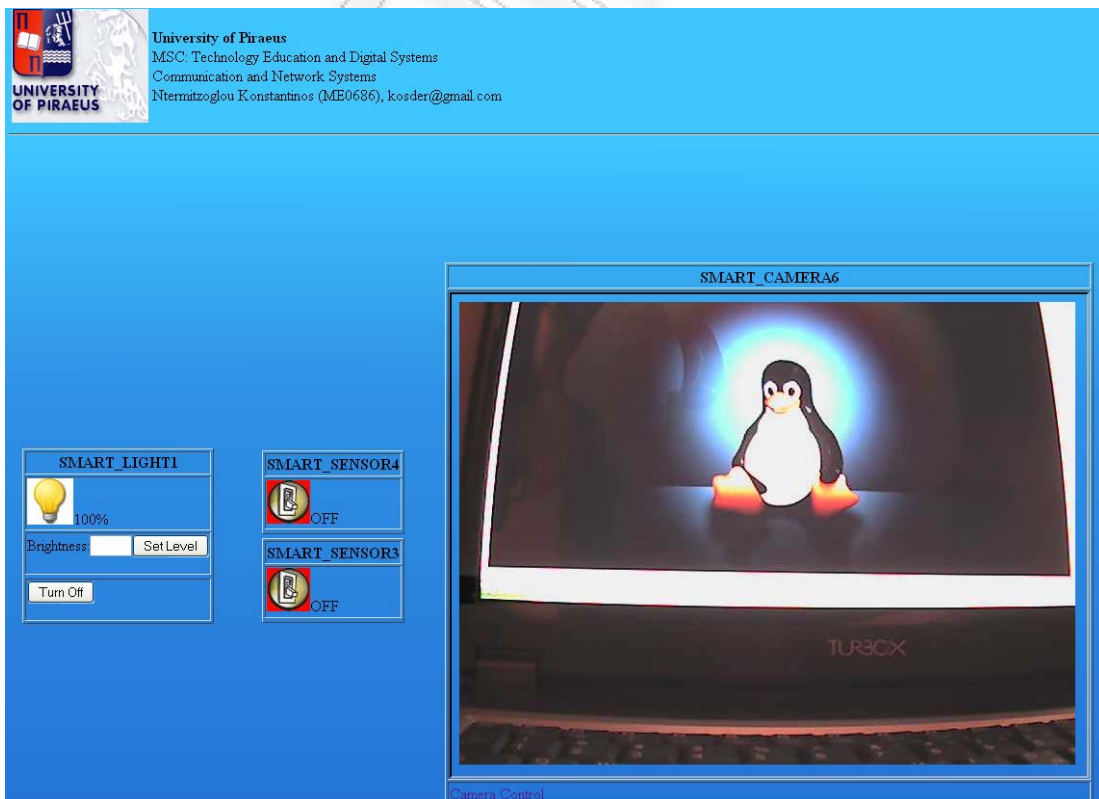 University of Piraeus
MSC: Technology Education and Digital Systems
Communication and Network Systems
Ntermitzoglou Konstantinos (ME0686), kosder@gmail.com
UNIVERSITY
OF PIRAEUS
SMART_CAMERA6
TURBOX
SMART_LIGHT1
100%
Brightness: Set Level
Turn Off
SMART_SENSOR4
OFF
SMART_SENSOR3
OFF
Camera Control